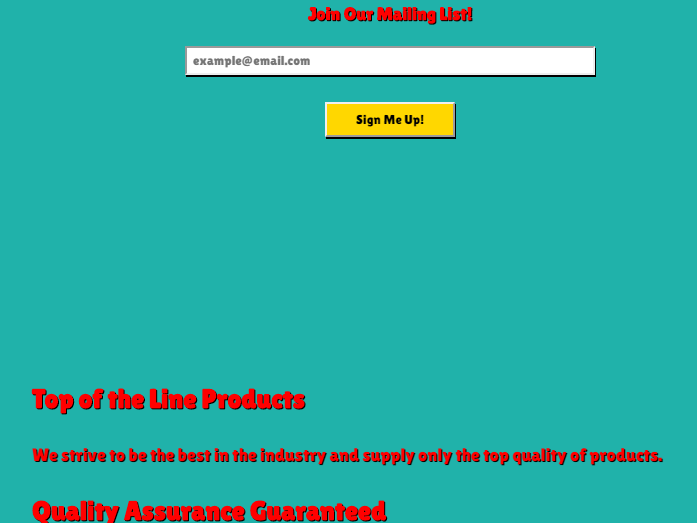 Join Our Mailing List!
example@email.com
Sign Me Up!
Top of the Line Products
We strive to be the best in the industry and supply only the top quality of products.
Quality Assurance Guaranteed